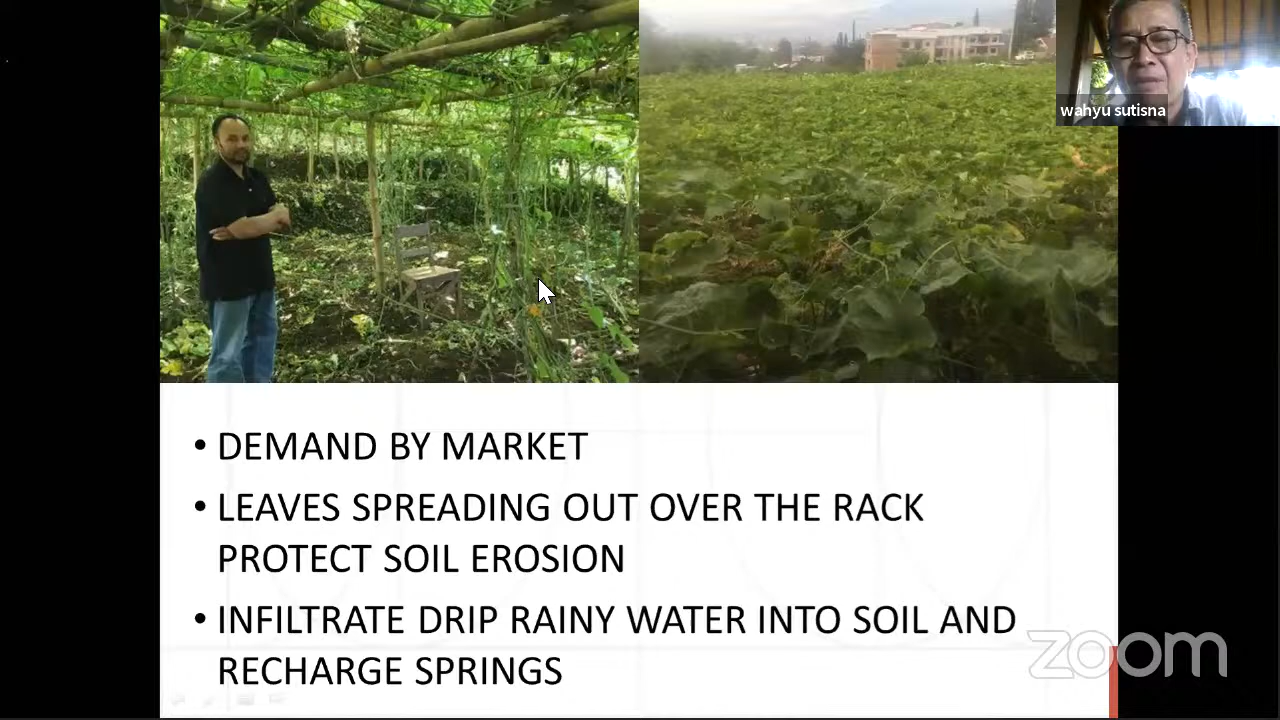 wahyu sutisna
• DEMAND BY MARKET
• LEAVES SPREADING OUT OVER THE RACK
PROTECT SOIL EROSION
• INFILTRATE DRIP RAINY WATER INTO SOIL AND
RECHARGE SPRINGS
zoom